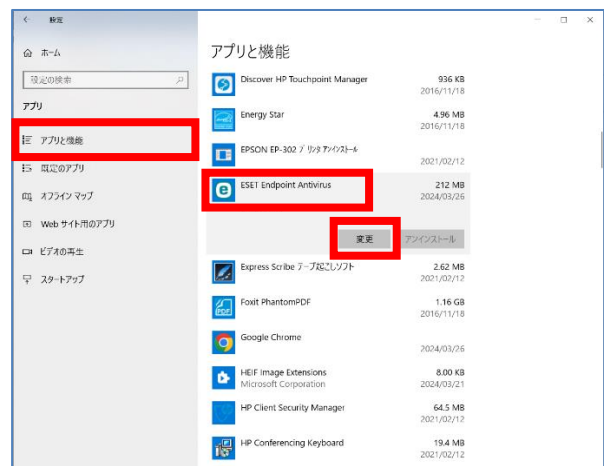 設定
ホーム
設定の検索
アプリ
アプリと機能
既定のアプリ
オフライン マップ
Web サイト用のアプリ
ビデオの再生
スタートアップ
アプリと機能
Discover HP Touchpoint Manager 936 KB
2016/11/18
Energy Star 4.96 MB
2016/11/18
EPSON EP-302 プリンタ アンインストール
2021/02/12
ESET Endpoint Antivirus 212 MB
2024/03/26
変更 アンインストール
Express Scribe テープ起こしソフト 2.62 MB
2021/02/12
Foxit PhantomPDF 1.16 GB
2016/11/18
Google Chrome
2024/03/26
HEIF Image Extensions 8.00 KB
Microsoft Corporation 2024/03/21
HP Client Security Manager 64.5 MB
2021/02/12
HP Conferencing Keyboard 19.4 MB
2021/02/12